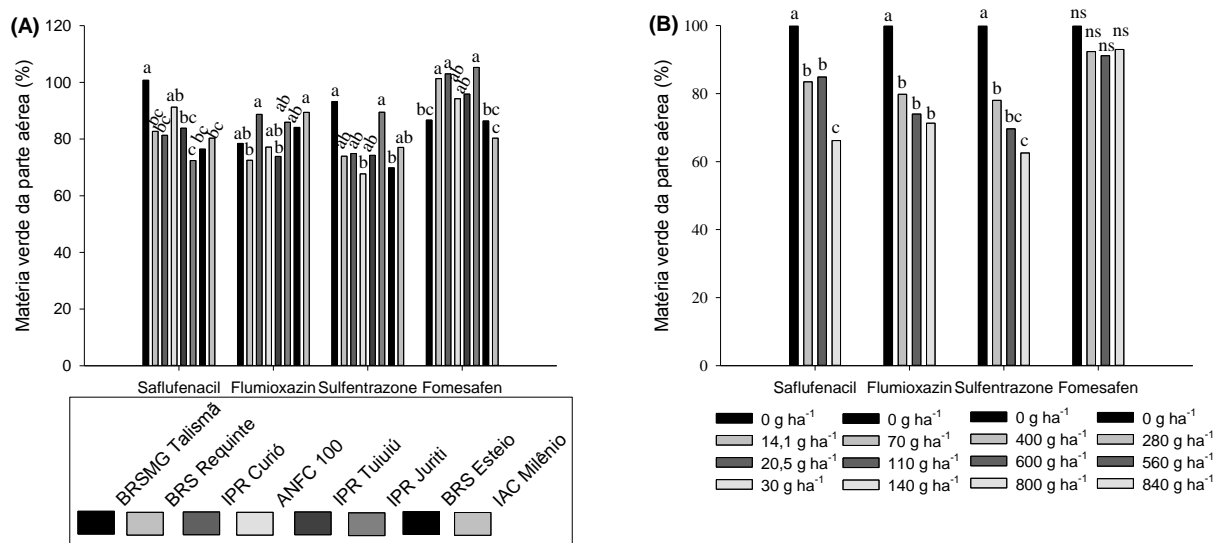 (A)
Matéria verde da parte aérea (%)
120
100
80
60
40
20
0
a
bc
bc
ab
bc
c
bc
bc
ab
b
a
ab
b
ab
ab
a
a
ab
ab
b
ab
a
b
ab
bc
a
a
ab
ab
a
bc
c
Saflufenacil Flumioxazin Sulfentrazone Fomesafen
BRSMG Talismã
BRS Requinte
IPR Curió
ANFC 100
IPR Tuiuiú
IPR Juriti
BRS Esteio
IAC Milênio
(B)
Matéria verde da parte aérea (%)
100
80
60
40
20
0
a
b
b
c
a
b
b
b
a
b
bc
c
ns
ns
ns
ns
Saflufenacil Flumioxazin Sulfentrazone Fomesafen
0 g ha⁻¹ 0 g ha⁻¹ 0 g ha⁻¹ 0 g ha⁻¹
14,1 g ha⁻¹ 70 g ha⁻¹ 400 g ha⁻¹ 280 g ha⁻¹
20,5 g ha⁻¹ 110 g ha⁻¹ 600 g ha⁻¹ 560 g ha⁻¹
30 g ha⁻¹ 140 g ha⁻¹ 800 g ha⁻¹ 840 g ha⁻¹